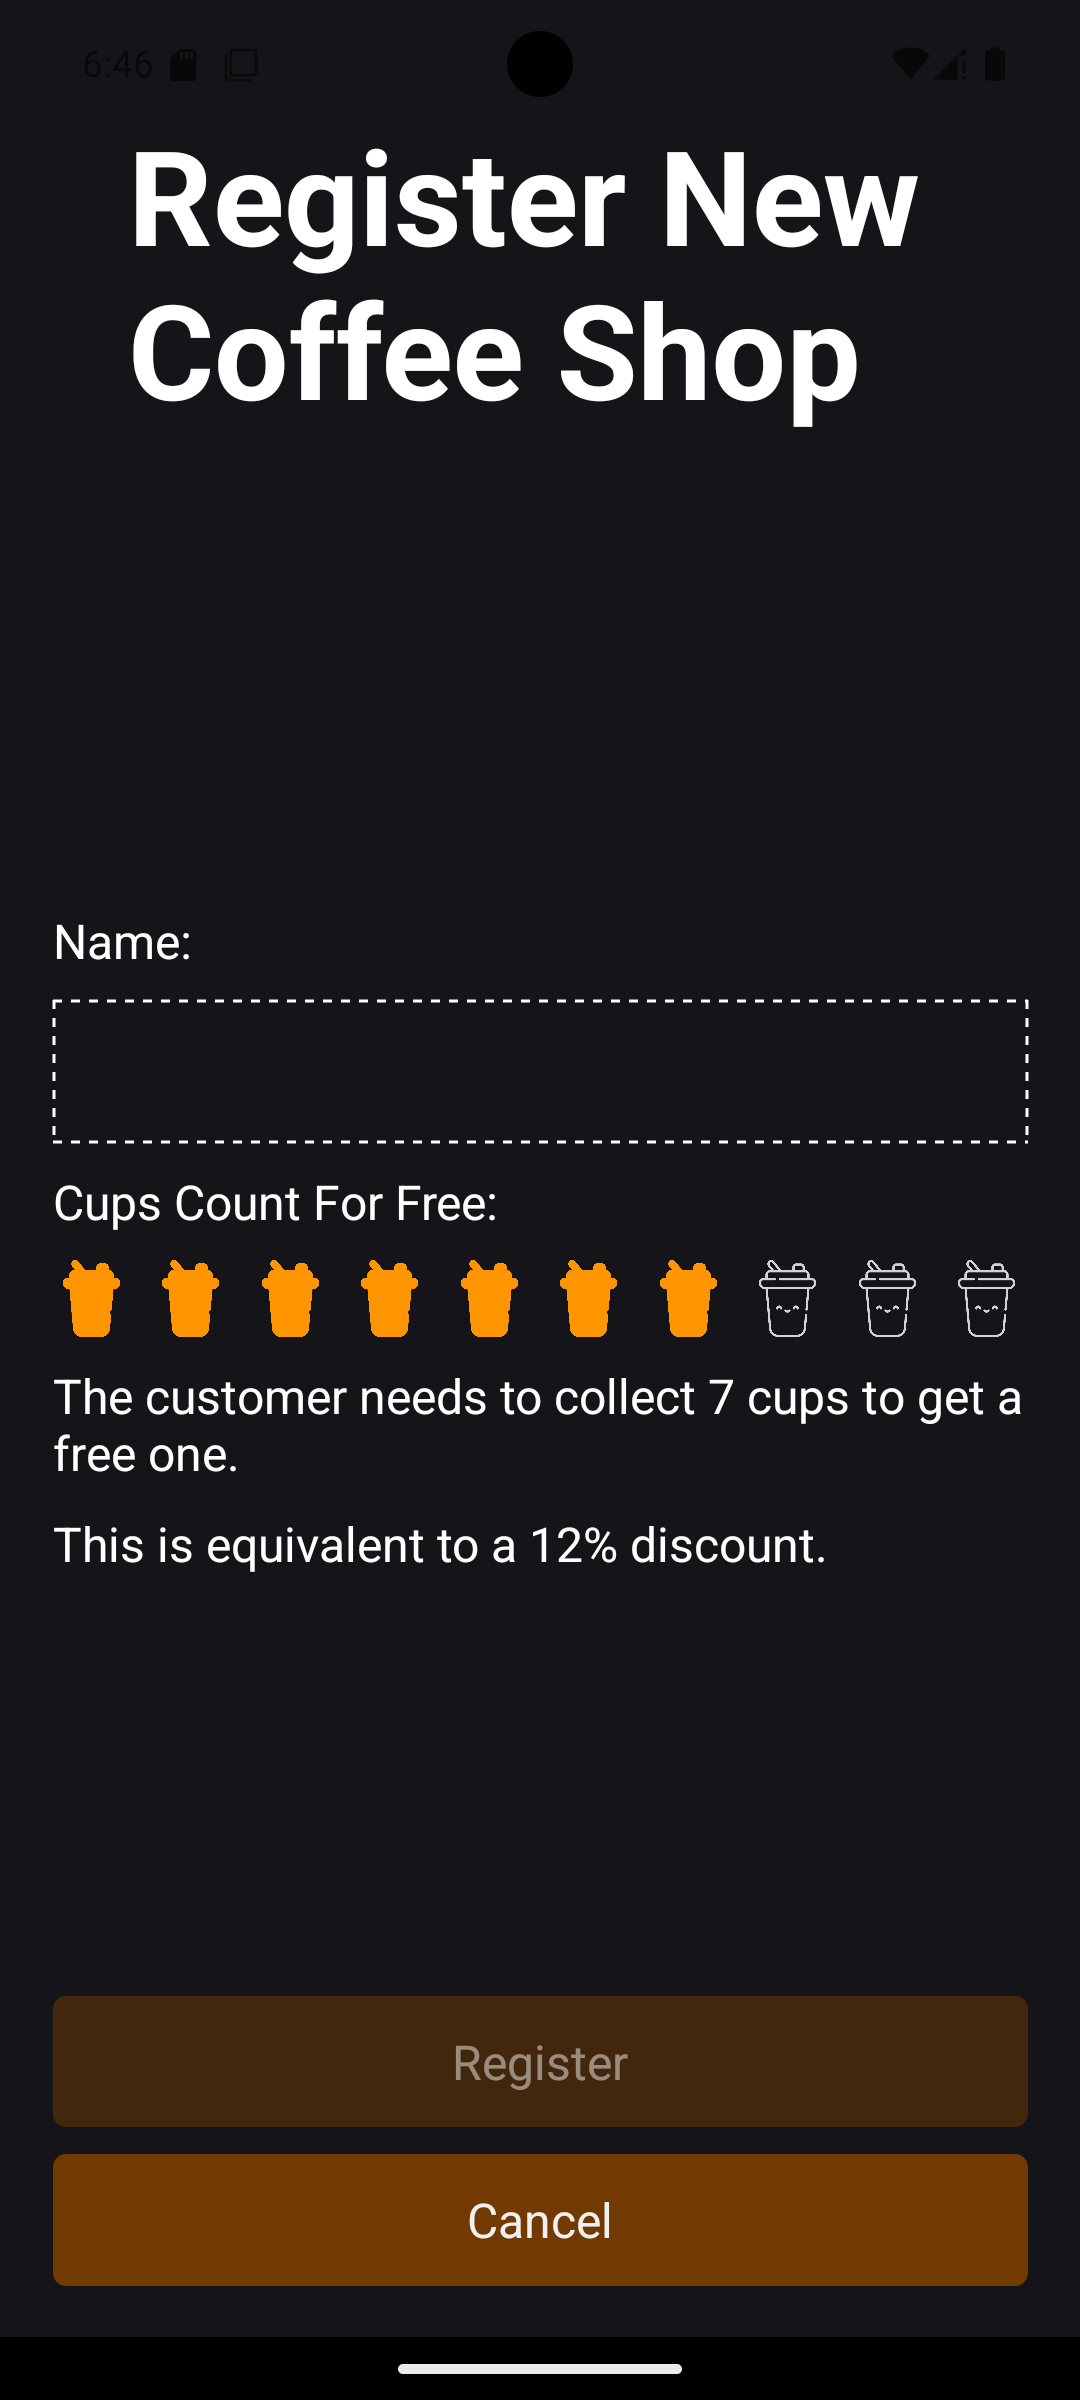 6:46
Register New
Coffee Shop
Name:
Cups Count For Free:
The customer needs to collect 7 cups to get a
free one.
This is equivalent to a 12% discount.
Register
Cancel